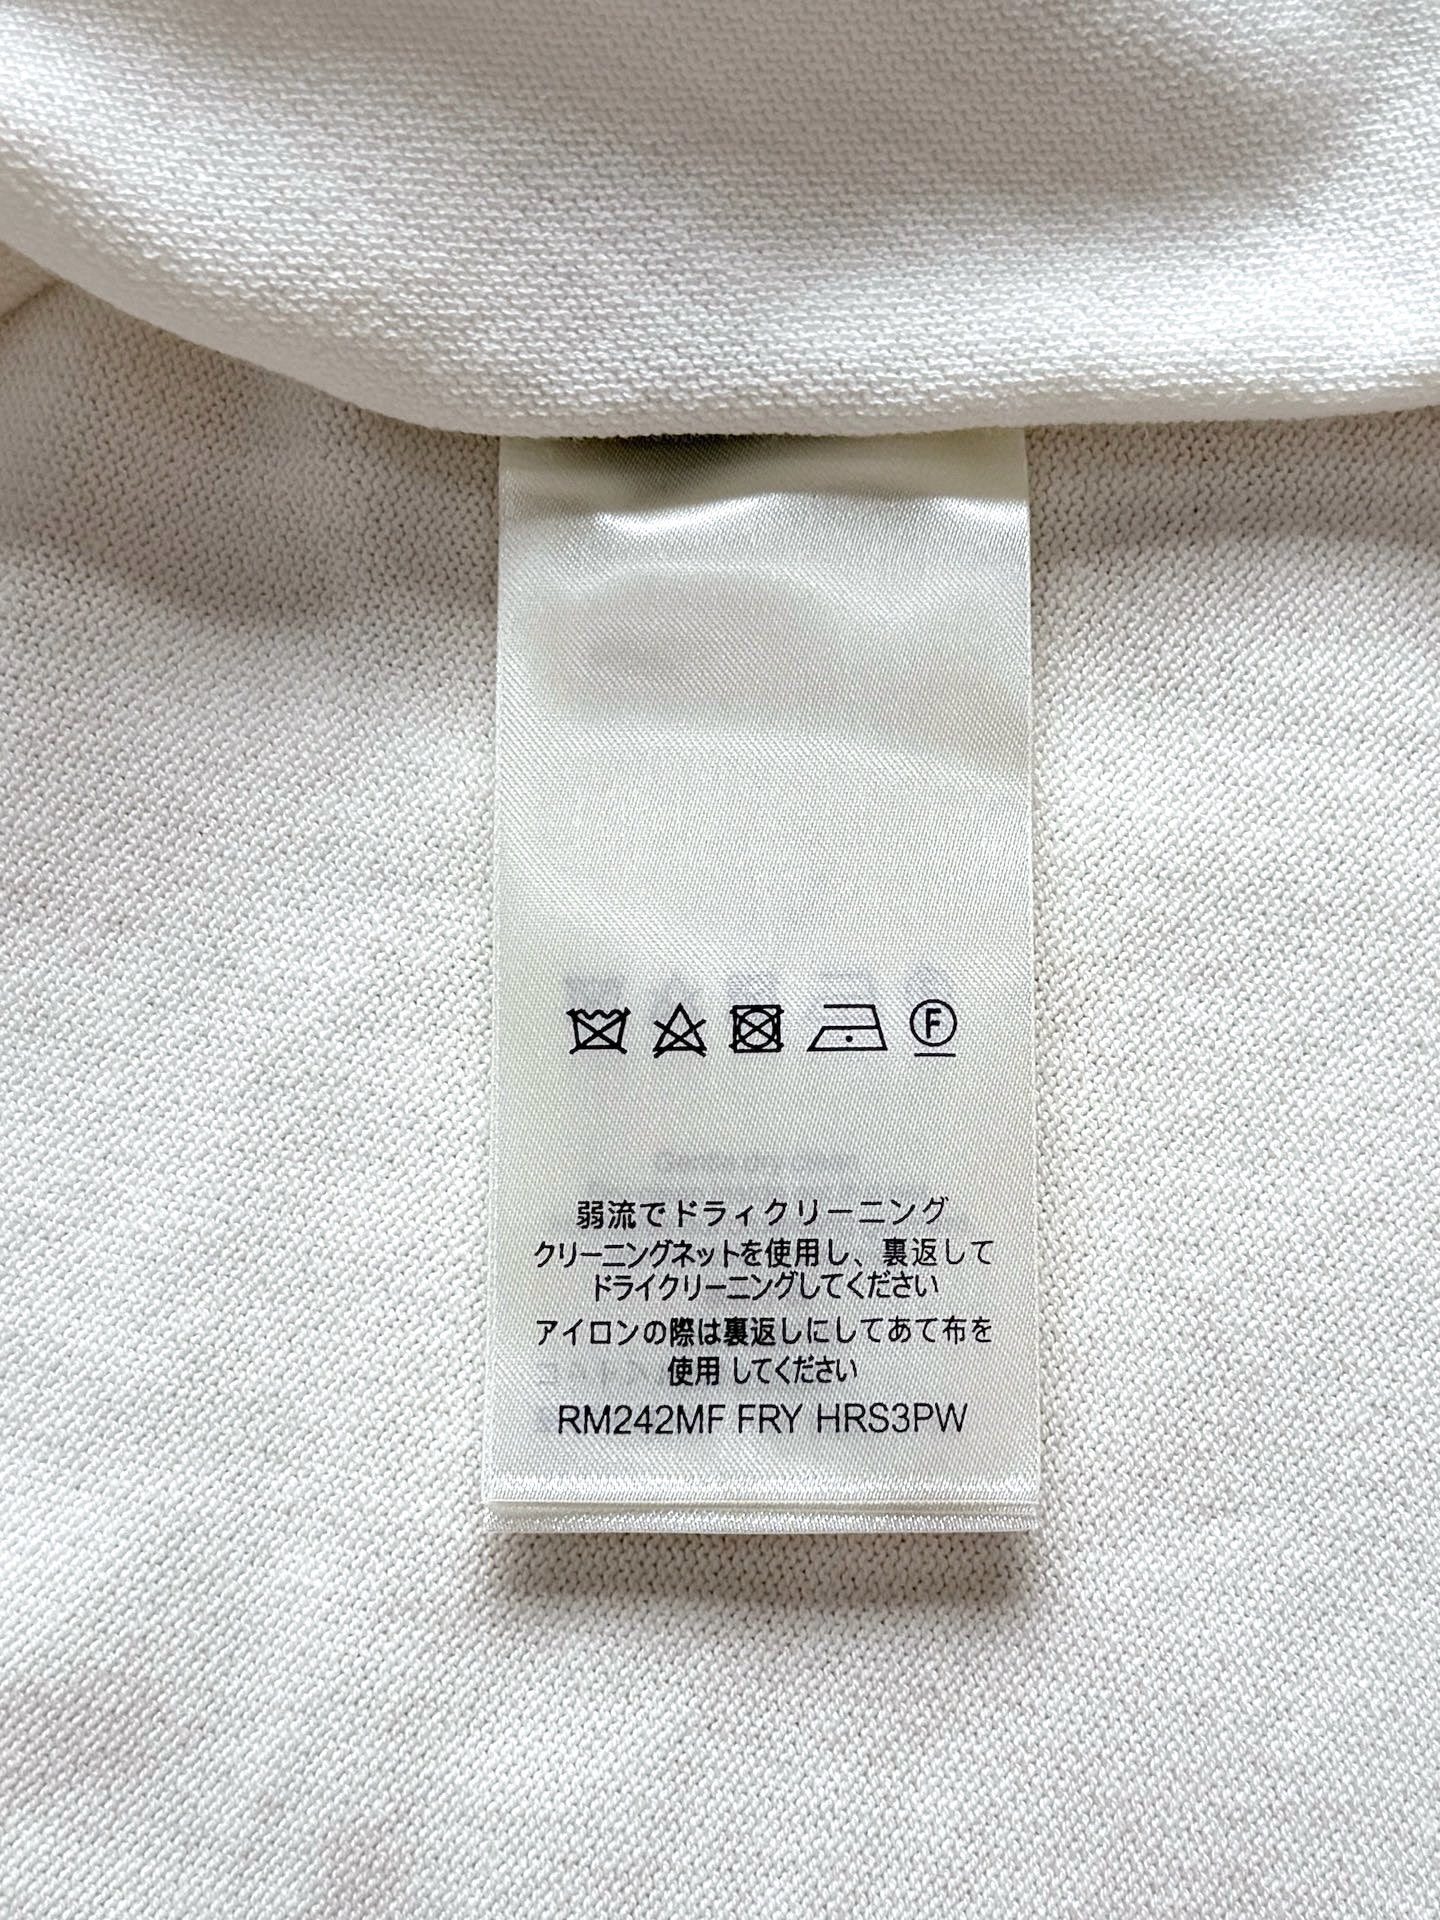 F
弱流でドライクリーニング
クリーニングネットを使用し、裏返して
ドライクリーニングしてください
アイロンの際は裏返しにしてあて布を
使用 してください
RM242MF FRY HRS3PW